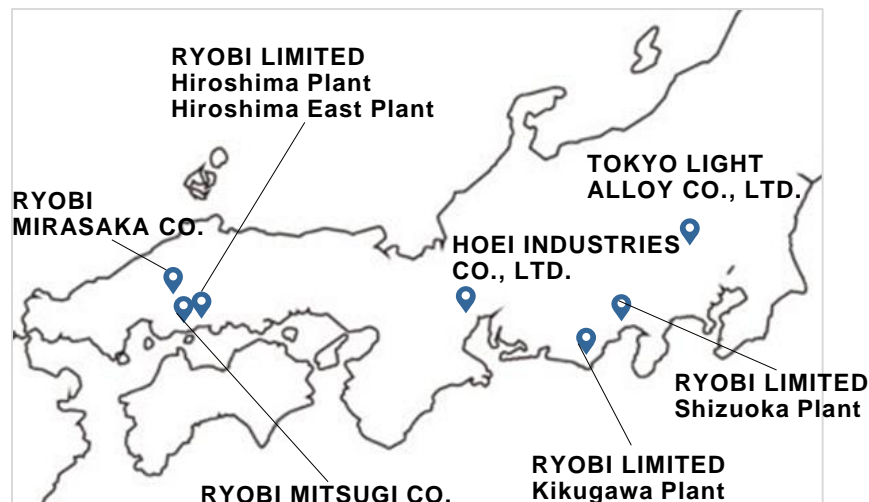 RYOBI LIMITED
Hiroshima Plant
Hiroshima East Plant
TOKYO LIGHT
ALLOY CO., LTD.
RYOBI
MIRASAKA CO.
HOEI INDUSTRIES
CO., LTD.
RYOBI LIMITED
Shizuoka Plant
RYOBI LIMITED
Kikugawa Plant
RYOBI MITSUGI CO.